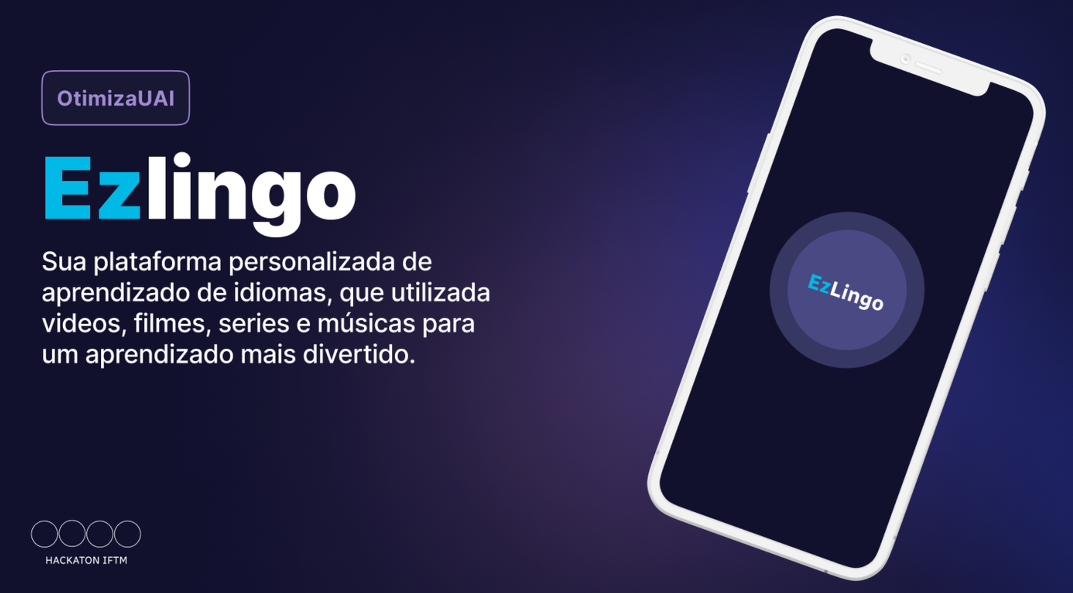 OtimizaUAI
Ezlingo
Sua plataforma personalizada de
aprendizado de idiomas, que utilizada
videos, filmes, series e músicas para
um aprendizado mais divertido.
EzLingo
HACKATON IFTM